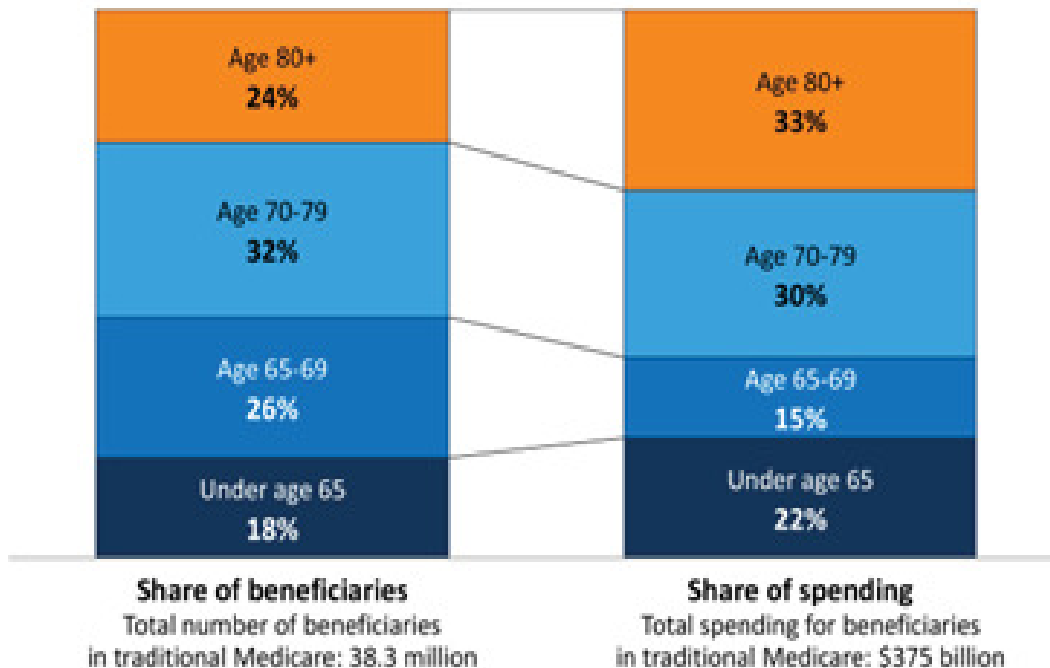 Age 80+
24%
Age 70-79
32%
Age 65-69
26%
Under age 65
18%
Age 80+
33%
Age 70-79
30%
Age 65-69
15%
Under age 65
22%
Share of beneficiaries
Total number of beneficiaries
in traditional Medicare: 38.3 million
Share of spending
Total spending for beneficiaries
in traditional Medicare: $375 billion